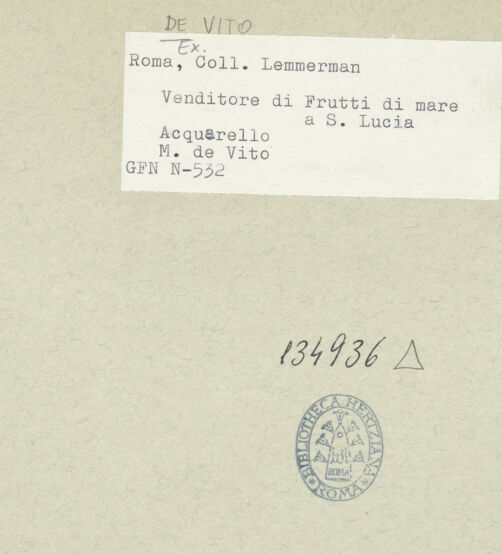 DE VITO
Ex.
Roma, Coll. Lemmerman
Venditore di Frutti di mare
a S. Lucia
Acquarello
M. de Vito
GFN N-532
134936 △
BIBLIOTHECA HERTZIANA
ROMA
* ROMA *